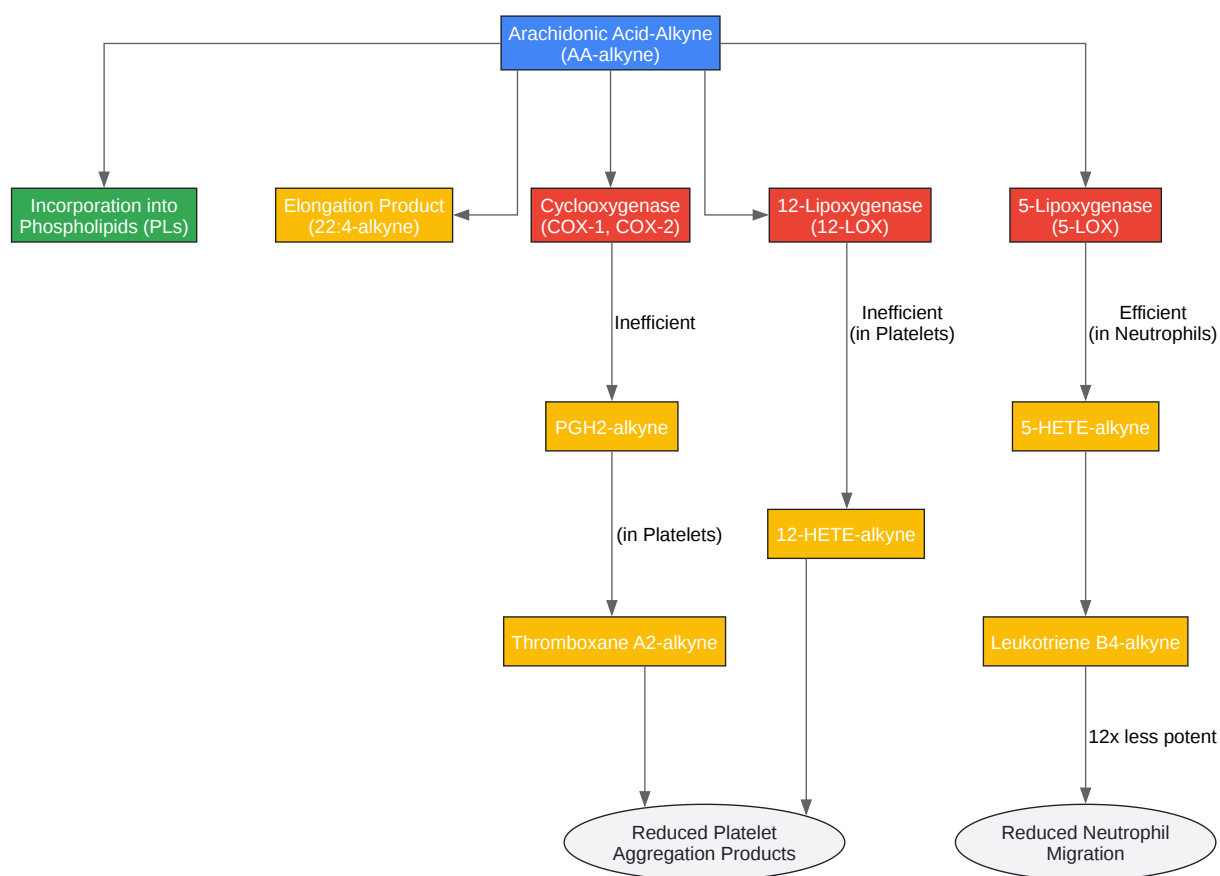 Arachidonic Acid-Alkyne
(AA-alkyne)
Incorporation into
Phospholipids (PLs)
Elongation Product
(22:4-alkyne)
Cyclooxygenase
(COX-1, COX-2)
12-Lipoxygenase
(12-LOX)
5-Lipoxygenase
(5-LOX)
Inefficient
Inefficient
(in Platelets)
Efficient
(in Neutrophils)
PGH2-alkyne
5-HETE-alkyne
(in Platelets)
12-HETE-alkyne
Thromboxane A2-alkyne
Leukotriene B4-alkyne
12x less potent
Reduced Platelet
Aggregation Products
Reduced Neutrophil
Migration